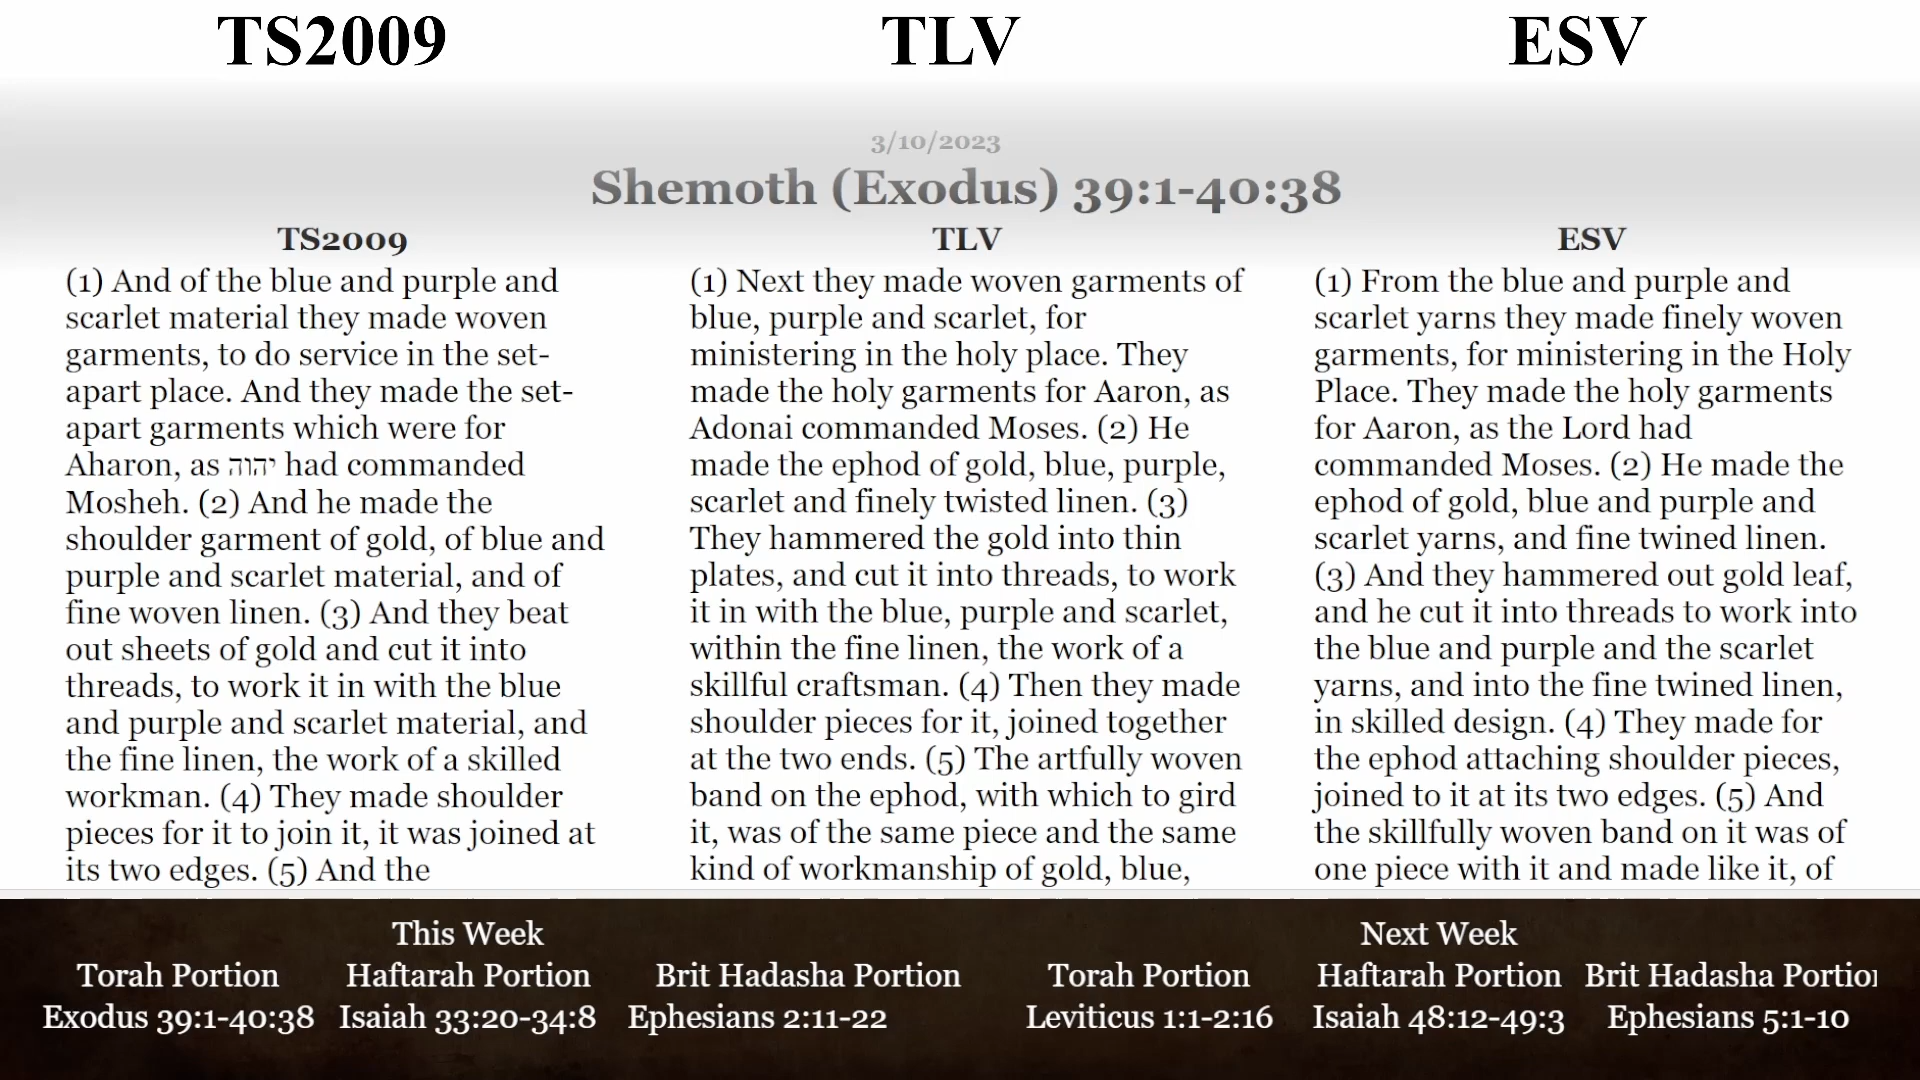 TS2009 TLV ESV
3/10/2023
Shemoth (Exodus) 39:1-40:38
TS2009
(1) And of the blue and purple and
scarlet material they made woven
garments, to do service in the set-
apart place. And they made the set-
apart garments which were for
Aharon, as יהוה had commanded
Mosheh. (2) And he made the
shoulder garment of gold, of blue and
purple and scarlet material, and of
fine woven linen. (3) And they beat
out sheets of gold and cut it into
threads, to work it in with the blue
and purple and scarlet material, and
the fine linen, the work of a skilled
workman. (4) They made shoulder
pieces for it to join it, it was joined at
its two edges. (5) And the
TLV
(1) Next they made woven garments of
blue, purple and scarlet, for
ministering in the holy place. They
made the holy garments for Aaron, as
Adonai commanded Moses. (2) He
made the ephod of gold, blue, purple,
scarlet and finely twisted linen. (3)
They hammered the gold into thin
plates, and cut it into threads, to work
it in with the blue, purple and scarlet,
within the fine linen, the work of a
skillful craftsman. (4) Then they made
shoulder pieces for it, joined together
at the two ends. (5) The artfully woven
band on the ephod, with which to gird
it, was of the same piece and the same
kind of workmanship of gold, blue,
ESV
(1) From the blue and purple and
scarlet yarns they made finely woven
garments, for ministering in the Holy
Place. They made the holy garments
for Aaron, as the Lord had
commanded Moses. (2) He made the
ephod of gold, blue and purple and
scarlet yarns, and fine twined linen.
(3) And they hammered out gold leaf,
and he cut it into threads to work into
the blue and purple and the scarlet
yarns, and into the fine twined linen,
in skilled design. (4) They made for
the ephod attaching shoulder pieces,
joined to it at its two edges. (5) And
the skillfully woven band on it was of
one piece with it and made like it, of
This Week
Torah Portion Haftarah Portion Brit Hadasha Portion
Exodus 39:1-40:38 Isaiah 33:20-34:8 Ephesians 2:11-22
Next Week
Torah Portion Haftarah Portion Brit Hadasha Portio
Leviticus 1:1-2:16 Isaiah 48:12-49:3 Ephesians 5:1-10